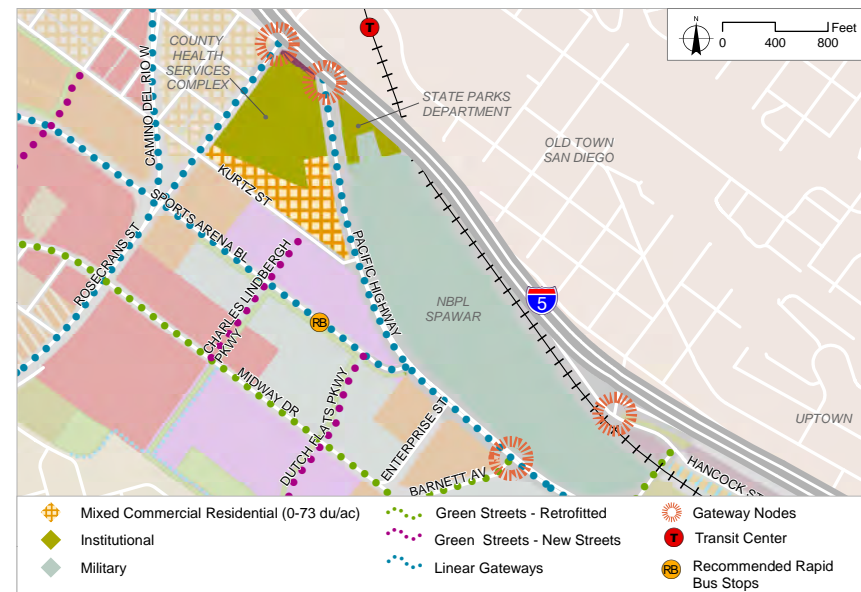 N
Feet
0 400 800
T
COUNTY
HEALTH
SERVICES
COMPLEX
CAMINO DEL RIO W
STATE PARKS
DEPARTMENT
OLD TOWN
SAN DIEGO
KURTZ ST
SPORTS ARENA BL
ROSECRANS ST
PACIFIC HIGHWAY
CHARLES LINDBERGH
PKWY
NBPL
SPAWAR
5
RB
MIDWAY DR
DUTCH FLATS PKWY
ENTERPRISE ST
BARNETT AV
UPTOWN
HANCOCK ST
Mixed Commercial Residential (0-73 du/ac)
Institutional
Military
Green Streets - Retrofitted
Green Streets - New Streets
Linear Gateways
Gateway Nodes
T Transit Center
RB Recommended Rapid
Bus Stops